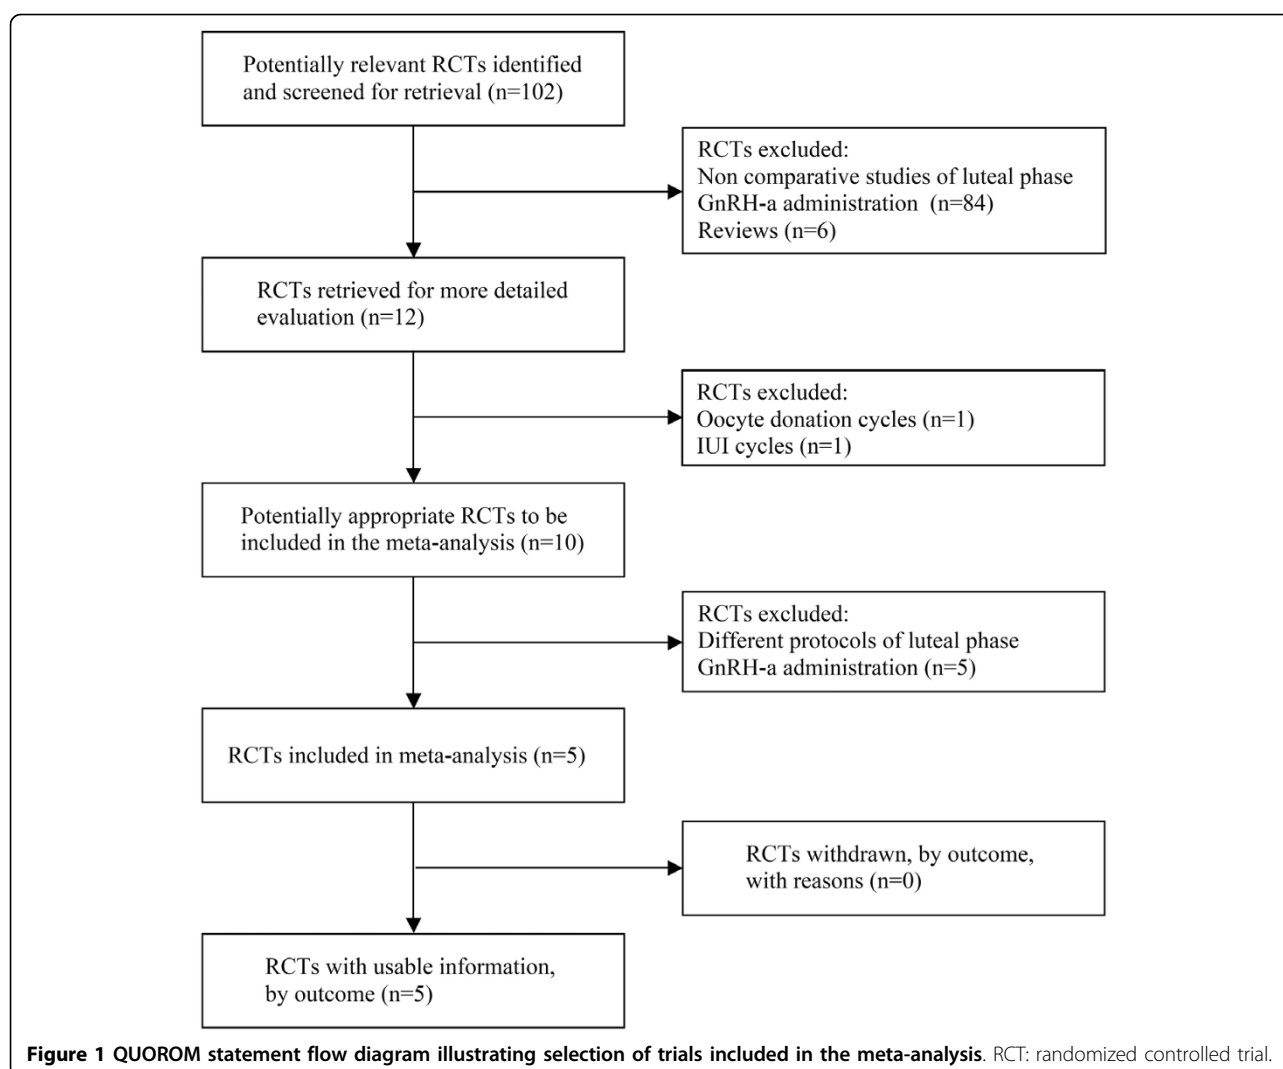 Potentially relevant RCTs identified
and screened for retrieval (n=102)
RCTs excluded:
Non comparative studies of luteal phase
GnRH-a administration  (n=84)
Reviews (n=6)
RCTs retrieved for more detailed
evaluation (n=12)
RCTs excluded:
Oocyte donation cycles (n=1)
IUI cycles (n=1)
Potentially appropriate RCTs to be
included in the meta-analysis (n=10)
RCTs excluded:
Different protocols of luteal phase
GnRH-a administration (n=5)
RCTs included in meta-analysis (n=5)
RCTs withdrawn, by outcome,
with reasons (n=0)
RCTs with usable information,
by outcome (n=5)
Figure 1 QUOROM statement flow diagram illustrating selection of trials included in the meta-analysis. RCT: randomized controlled trial.